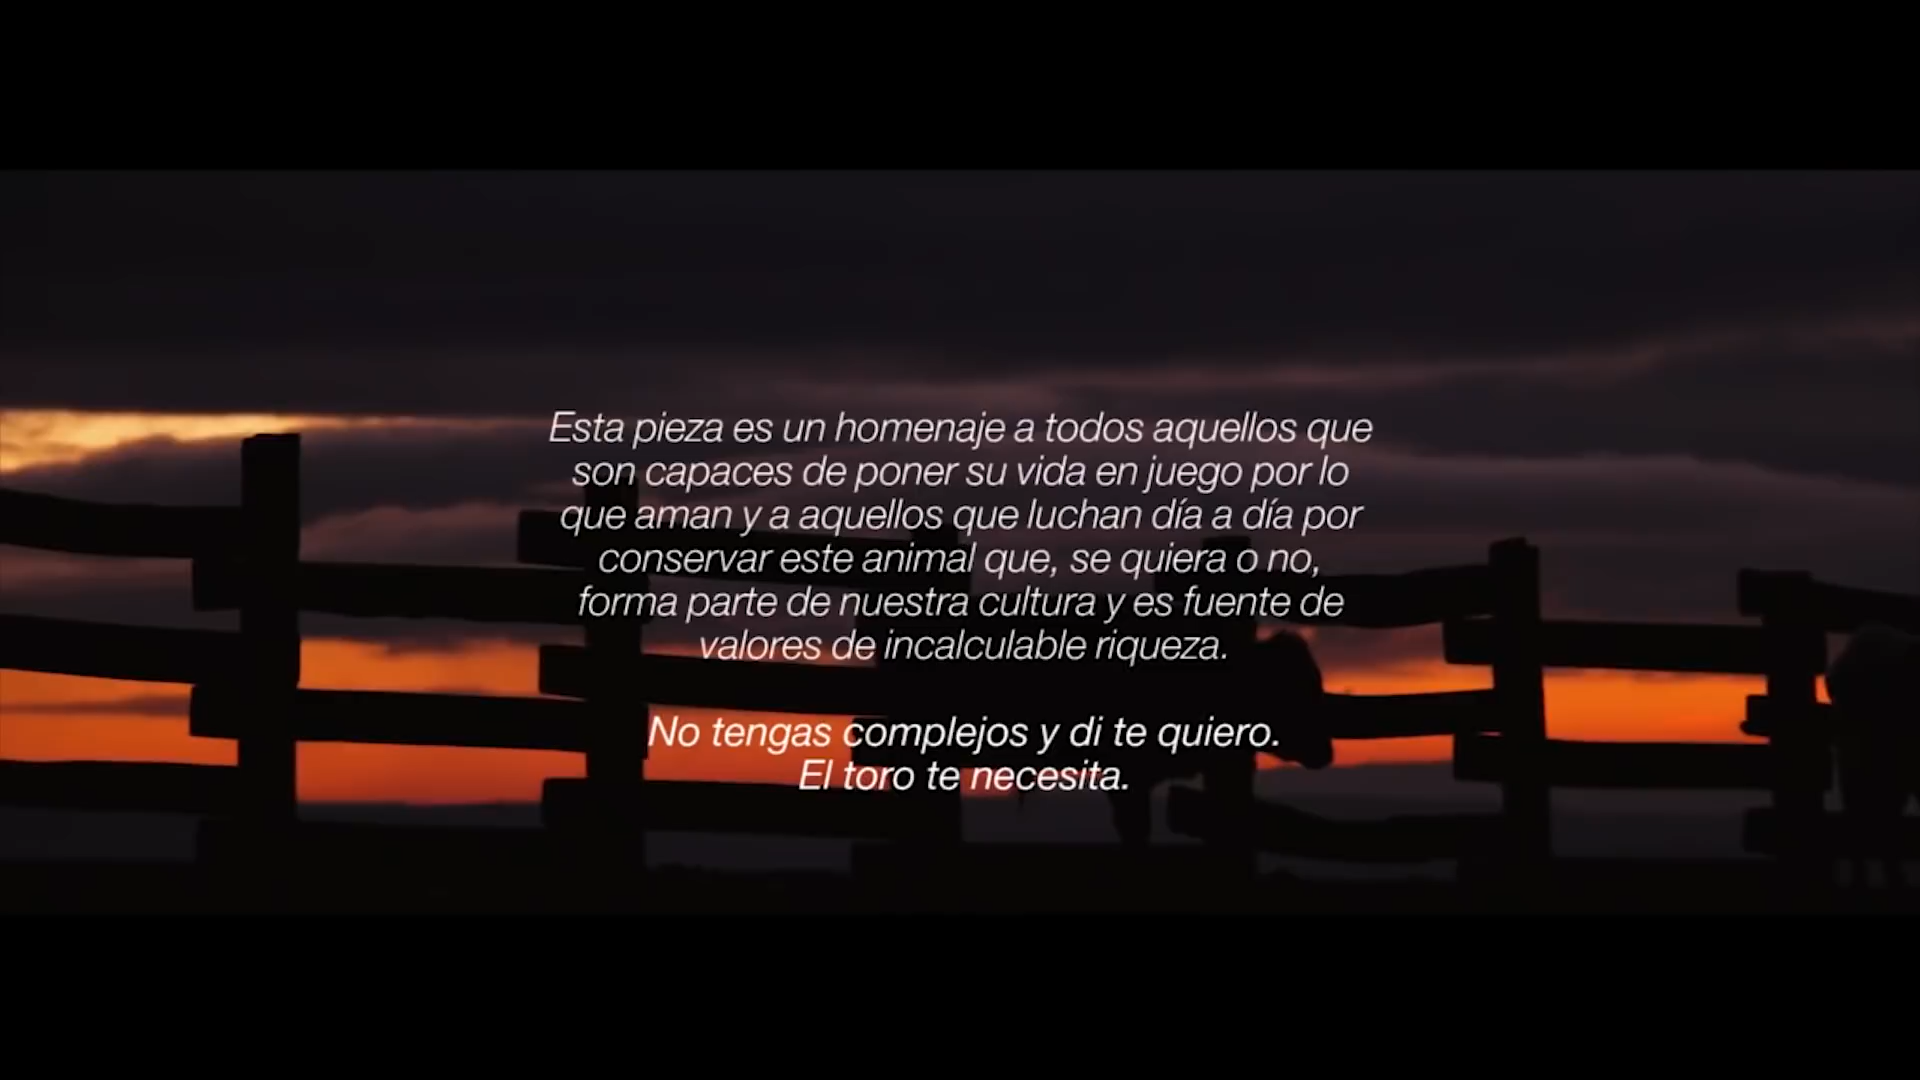 Esta pieza es un homenaje a todos aquellos que
son capaces de poner su vida en juego por lo
que aman y a aquellos que luchan día a día por
conservar este animal que, se quiera o no,
forma parte de nuestra cultura y es fuente de
valores de incalculable riqueza.
No tengas complejos y di te quiero.
El toro te necesita.